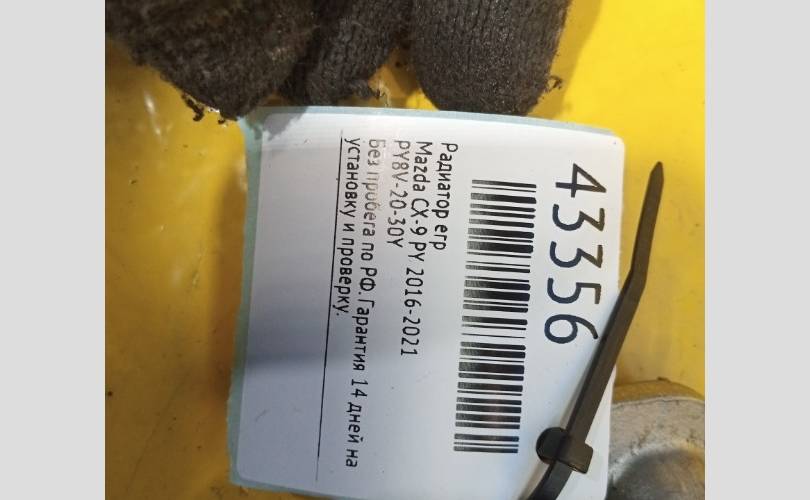 43356
Радиатор егр
Mazda CX-9 PY 2016-2021
PY8V-20-30Y
Без пробега по РФ. Гарантия 14 дней на
установку и проверку.